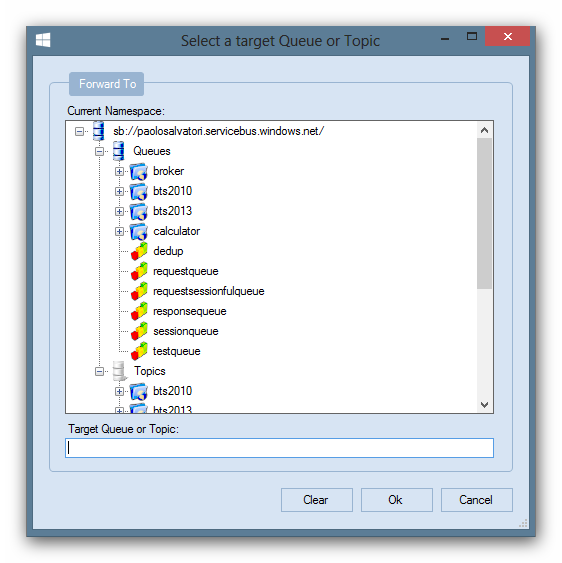 Select a target Queue or Topic
Forward To
Current Namespace:
sb://paolosalvatori.servicebus.windows.net/
Queues
broker
bts2010
bts2013
calculator
dedup
requestqueue
requestsessionfulqueue
responsequeue
sessionqueue
testqueue
Topics
bts2010
bts2013
Target Queue or Topic:
Clear
Ok
Cancel